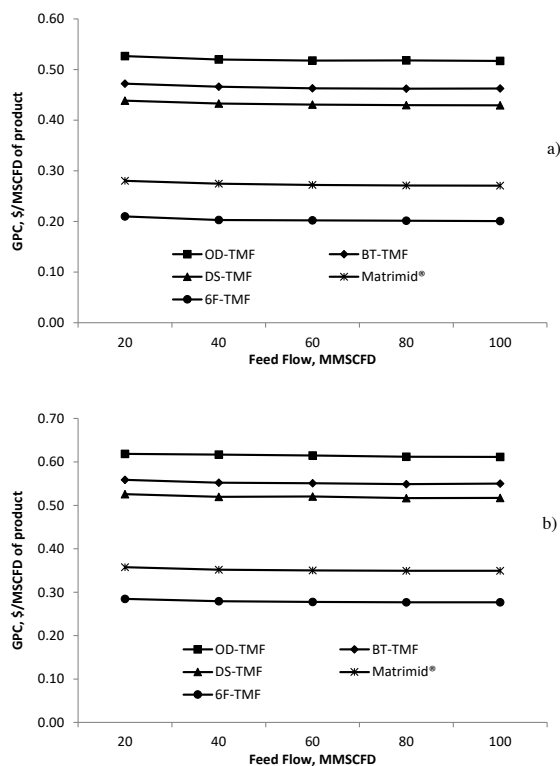 0.60
0.50
0.40
0.30
0.20
0.10
0.00
GPC, $/MSCFD of product
a)
OD-TMF BT-TMF
DS-TMF Matrimid®
6F-TMF
20 40 60 80 100
Feed Flow, MMSCFD
0.70
0.60
0.50
0.40
0.30
0.20
0.10
0.00
GPC, $/MSCFD of product
b)
OD-TMF BT-TMF
DS-TMF Matrimid®
6F-TMF
20 40 60 80 100
Feed Flow, MMSCFD